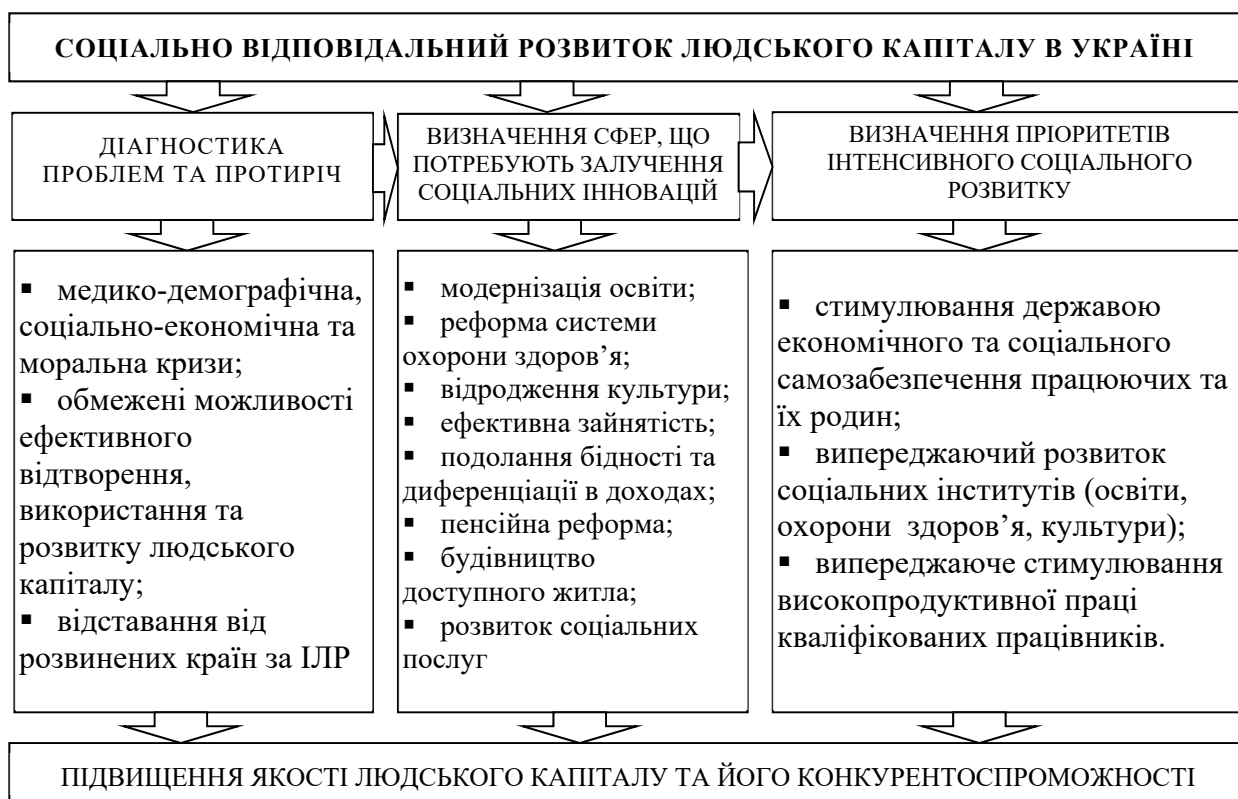 СОЦІАЛЬНО ВІДПОВІДАЛЬНИЙ РОЗВИТОК ЛЮДСЬКОГО КАПІТАЛУ В УКРАЇНІ
ДІАГНОСТИКА
ПРОБЛЕМ ТА ПРОТИРІЧ
ВИЗНАЧЕННЯ СФЕР, ЩО
ПОТРЕБУЮТЬ ЗАЛУЧЕННЯ
СОЦІАЛЬНИХ ІННОВАЦІЙ
ВИЗНАЧЕННЯ ПРІОРИТЕТІВ
ІНТЕНСИВНОГО СОЦІАЛЬНОГО
РОЗВИТКУ
▪ медико-демографічна,
соціально-економічна та
моральна кризи;
▪ обмежені можливості
ефективного
відтворення,
використання та
розвитку людського
капіталу;
▪ відставання від
розвинених країн за ІЛР
▪ модернізація освіти;
▪ реформа системи
охорони здоров’я;
▪ відродження культури;
▪ ефективна зайнятість;
▪ подолання бідності та
диференціації в доходах;
▪ пенсійна реформа;
▪ будівництво
доступного житла;
▪ розвиток соціальних
послуг
▪ стимулювання державою
економічного та соціального
самозабезпечення працюючих та
їх родин;
▪ випереджаючий розвиток
соціальних інститутів (освіти,
охорони здоров’я, культури);
▪ випереджаюче стимулювання
високопродуктивної праці
кваліфікованих працівників.
ПІДВИЩЕННЯ ЯКОСТІ ЛЮДСЬКОГО КАПІТАЛУ ТА ЙОГО КОНКУРЕНТОСПРОМОЖНОСТІ